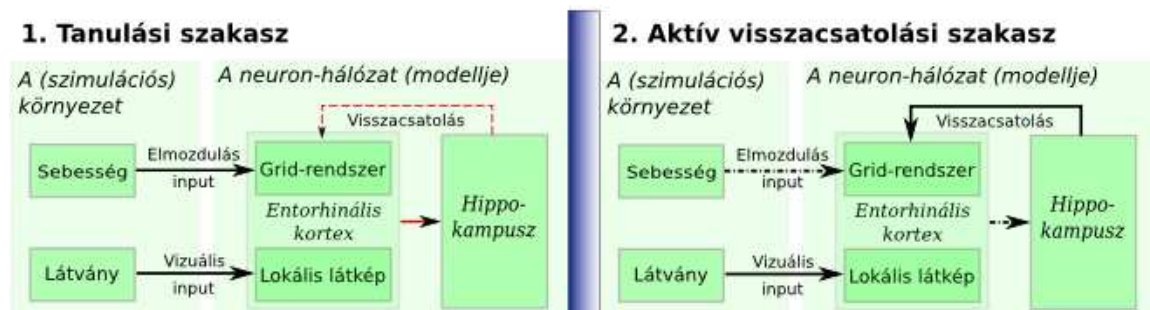 1. Tanulási szakasz
A (szimulációs)
környezet
A neuron-hálózat (modellje)
Visszacsatolás
Sebesség
Elmozdulás
input
Grid-rendszer
Entorhinális
kortex
Hippo-
kampusz
Látvány
Vizuális
input
Lokális látkép
2. Aktív visszacsatolási szakasz
A (szimulációs)
környezet
A neuron-hálózat (modellje)
Visszacsatolás
Sebesség
Elmozdulás
input
Grid-rendszer
Entorhinális
kortex
Hippo-
kampusz
Látvány
Vizuális
input
Lokális látkép